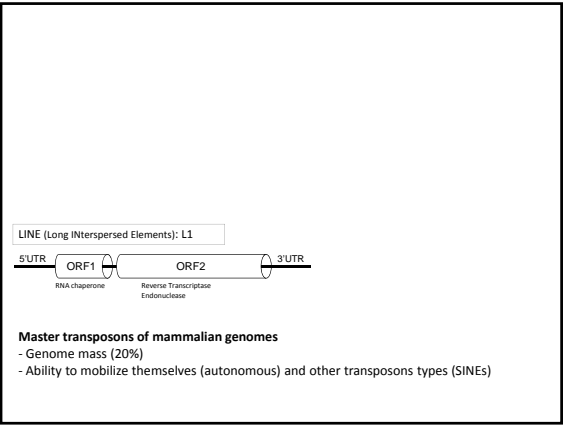 LINE (Long INterspersed Elements): L1
5'UTR ORF1 ORF2 3'UTR
RNA chaperone Reverse Transcriptase
Endonuclease
Master transposons of mammalian genomes
- Genome mass (20%)
- Ability to mobilize themselves (autonomous) and other transposons types (SINEs)